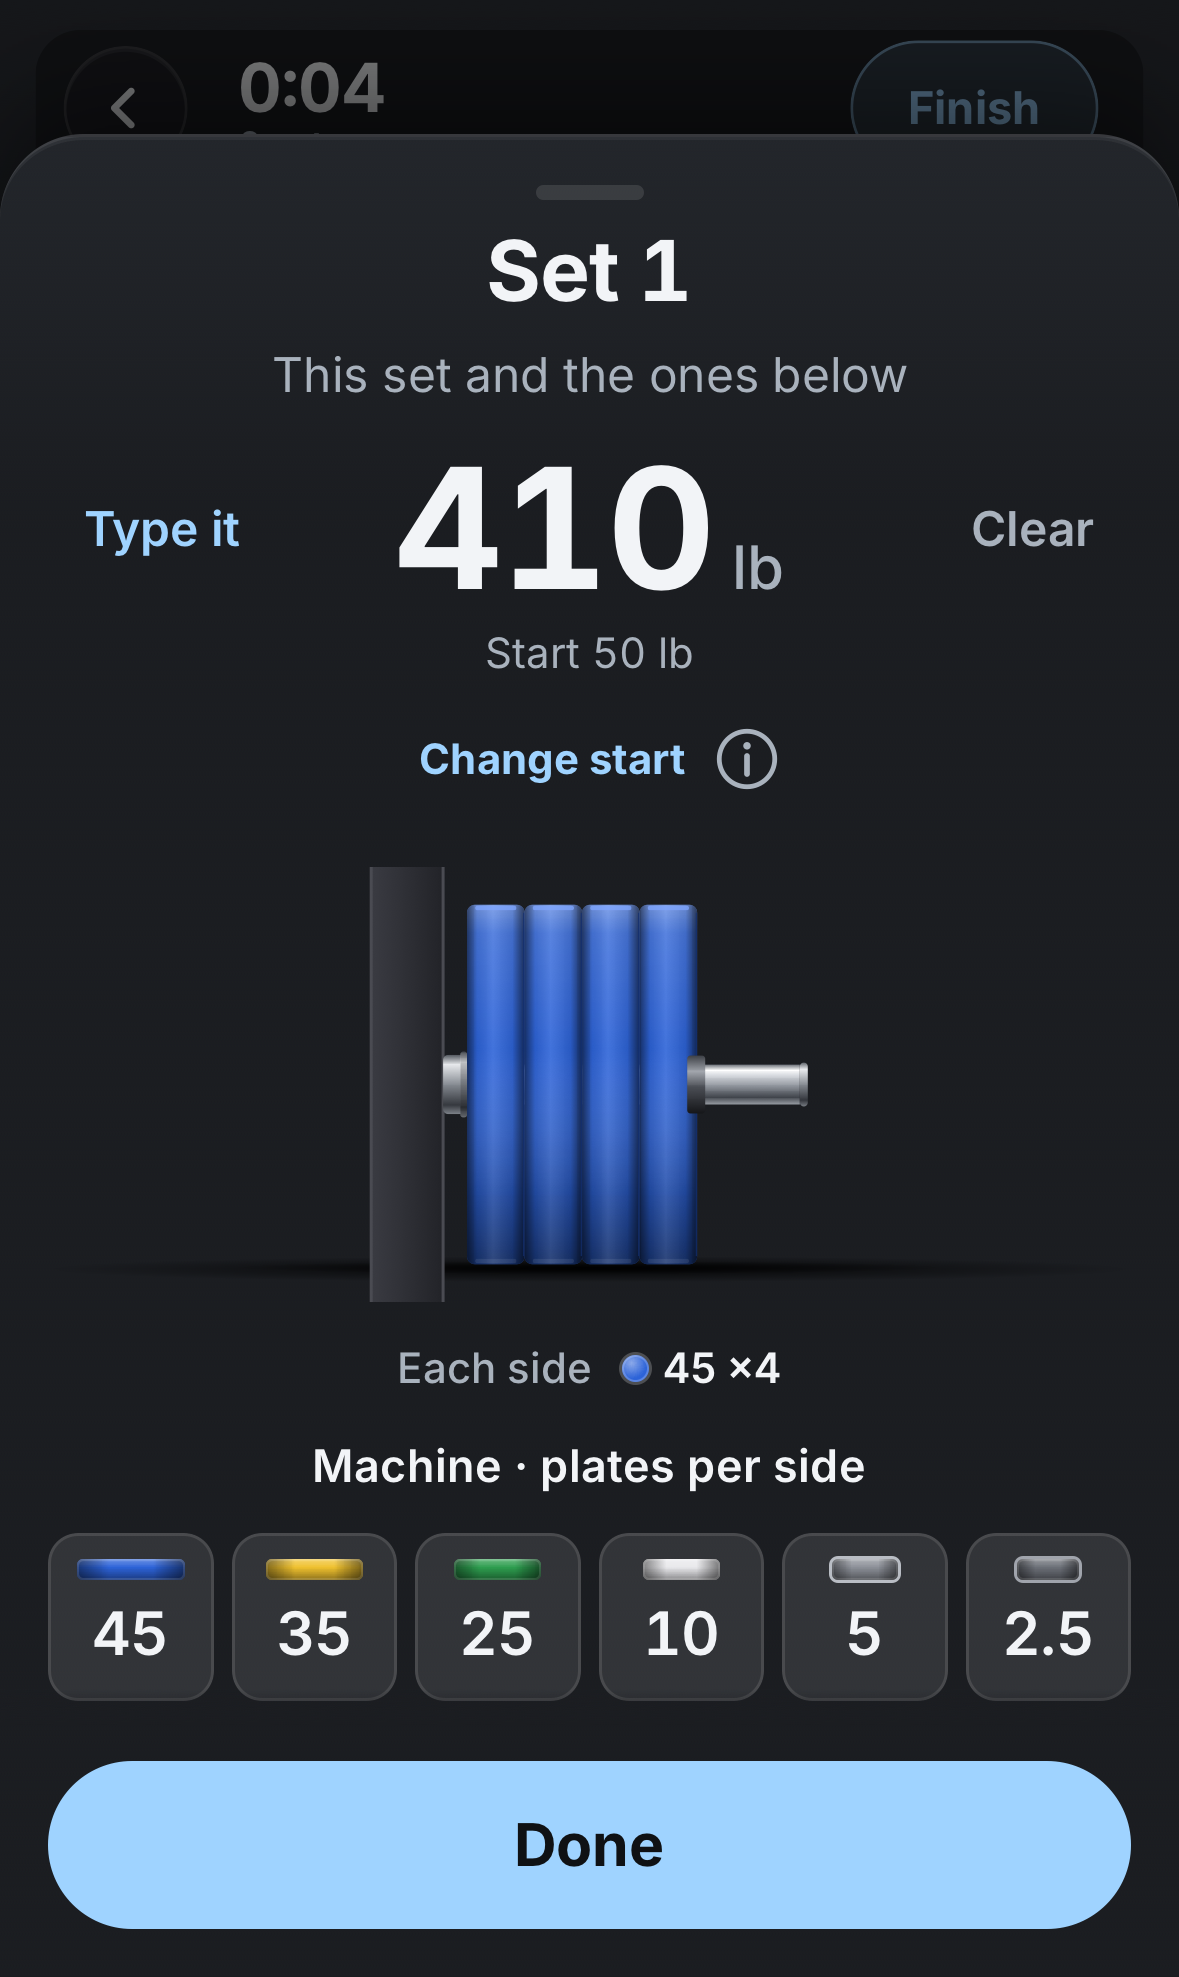 0:04
Finish
Set 1
This set and the ones below
Type it
410 lb
Clear
Start 50 lb
Change start
Each side 45 ×4
Machine · plates per side
45 35 25 10 5 2.5
Done